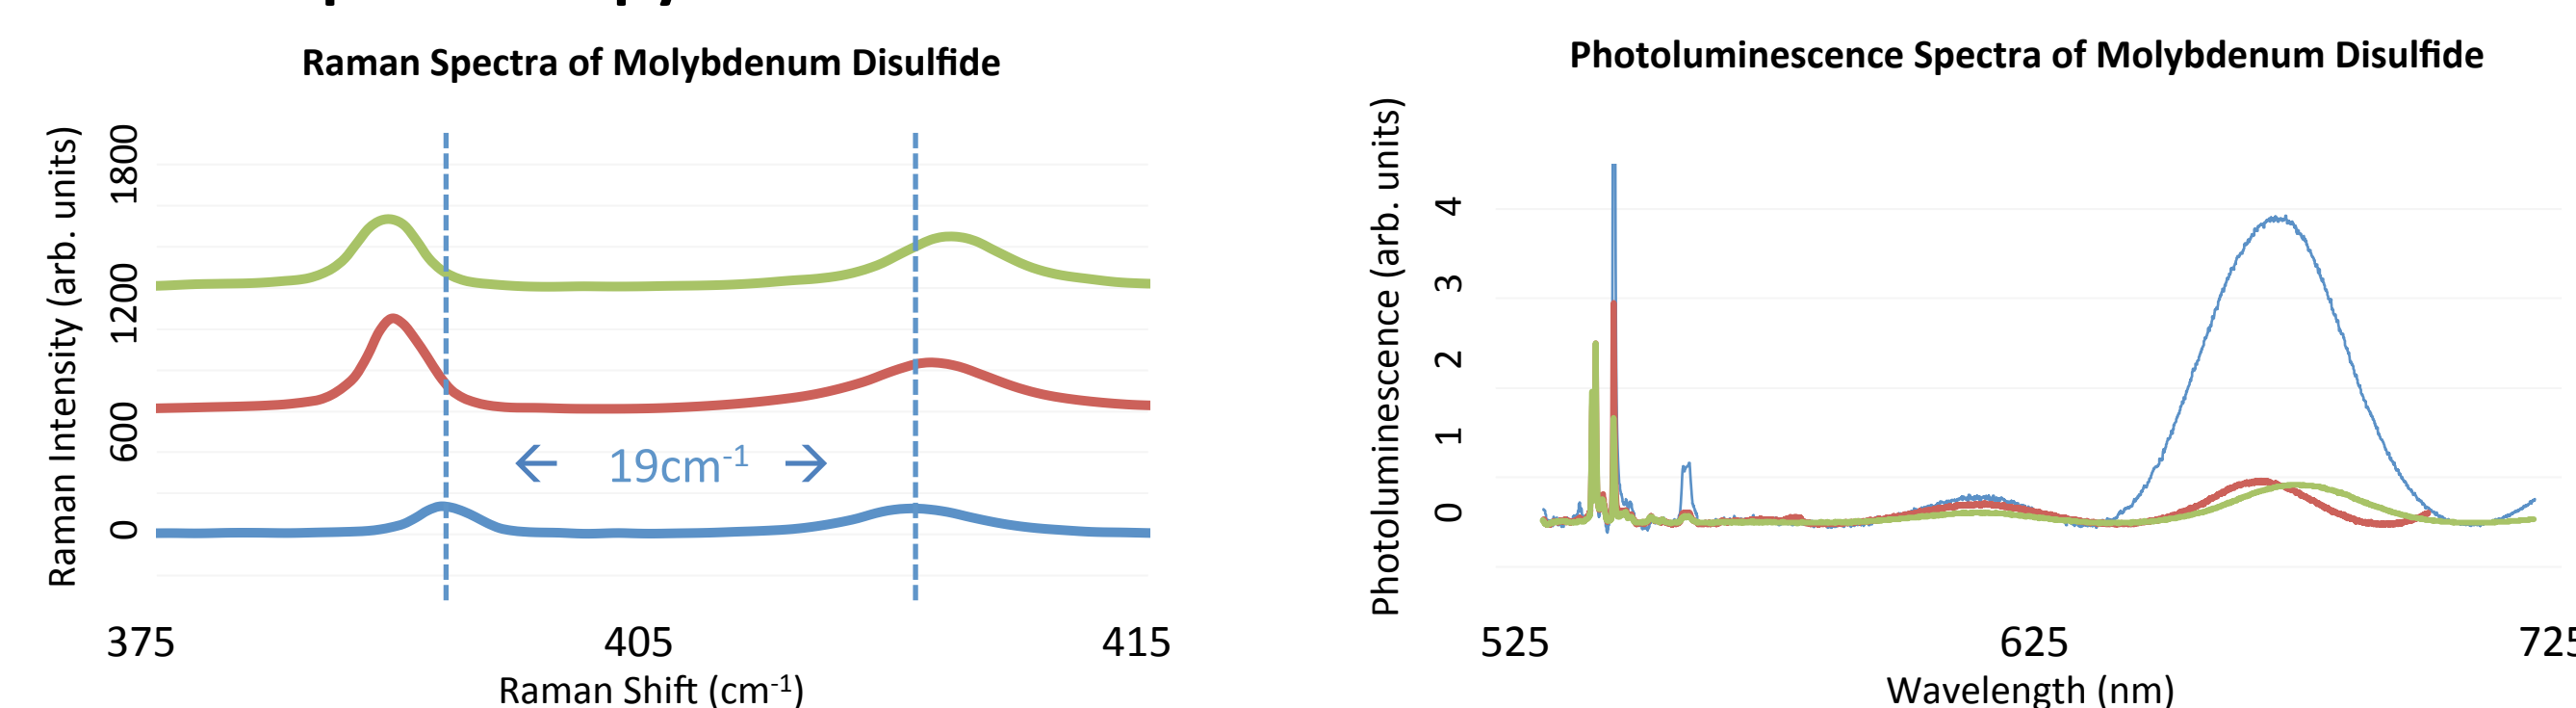 Raman Spectra of Molybdenum Disulfide
Raman Intensity (arb. units)
1800
1200
600
0
← 19cm-1 →
375 405 415
Raman Shift (cm-1)
Photoluminescence Spectra of Molybdenum Disulfide
Photoluminescence (arb. units)
4
3
2
1
0
525 625 725
Wavelength (nm)